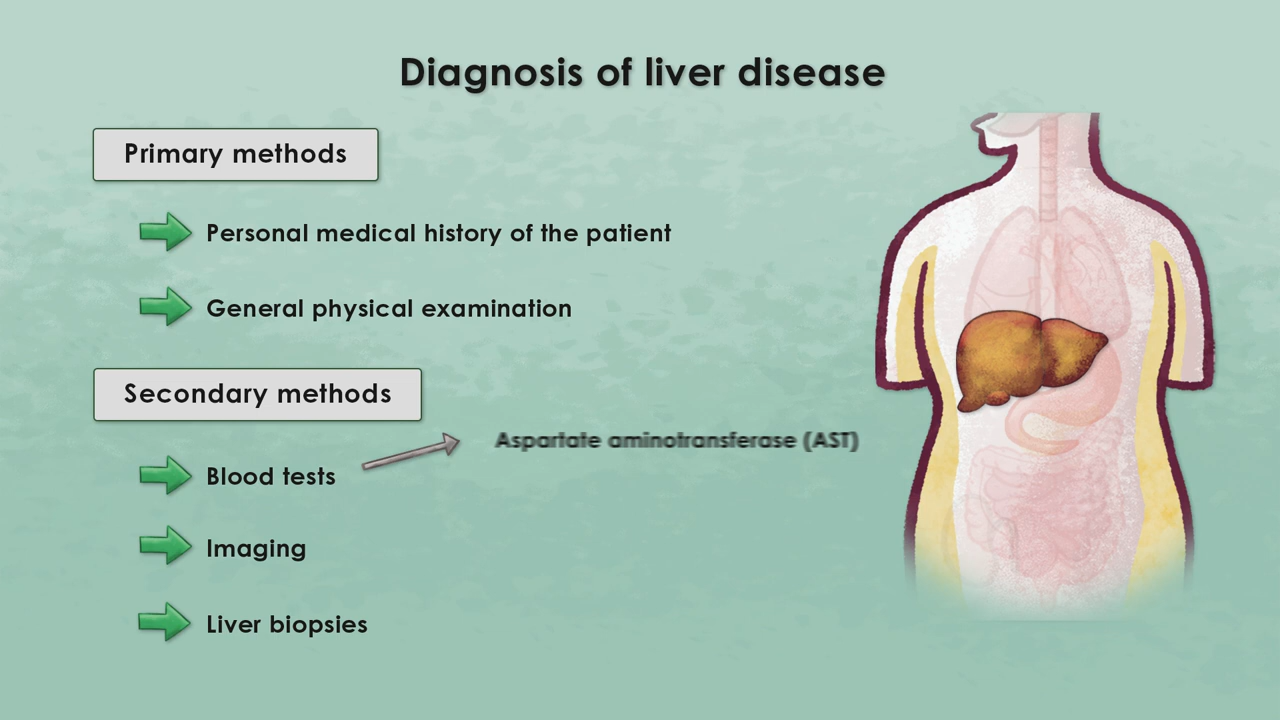 Diagnosis of liver disease
Primary methods
Personal medical history of the patient
General physical examination
Secondary methods
Blood tests
Aspartate aminotransferase (AST)
Imaging
Liver biopsies